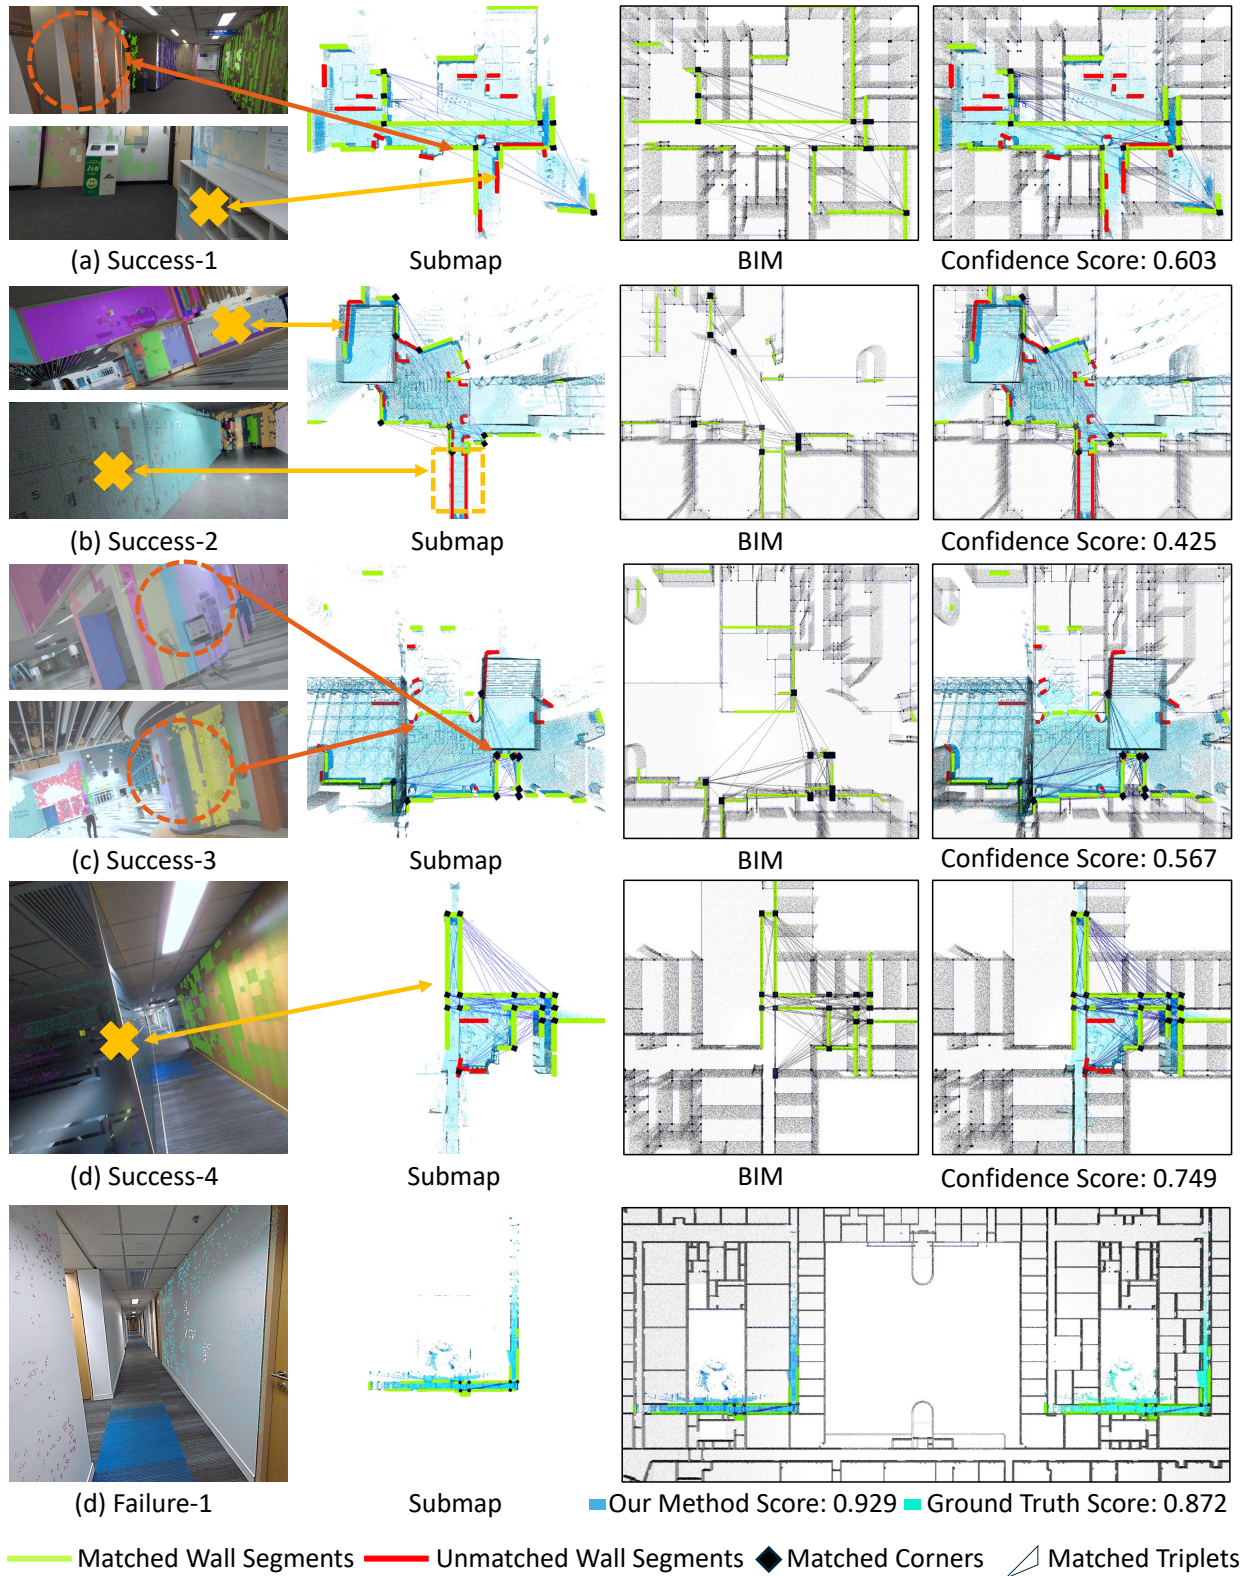 (a) Success-1 Submap BIM Confidence Score: 0.603
(b) Success-2 Submap BIM Confidence Score: 0.425
(c) Success-3 Submap BIM Confidence Score: 0.567
(d) Success-4 Submap BIM Confidence Score: 0.749
(d) Failure-1 Submap Our Method Score: 0.929 Ground Truth Score: 0.872
Matched Wall Segments Unmatched Wall Segments Matched Corners Matched Triplets